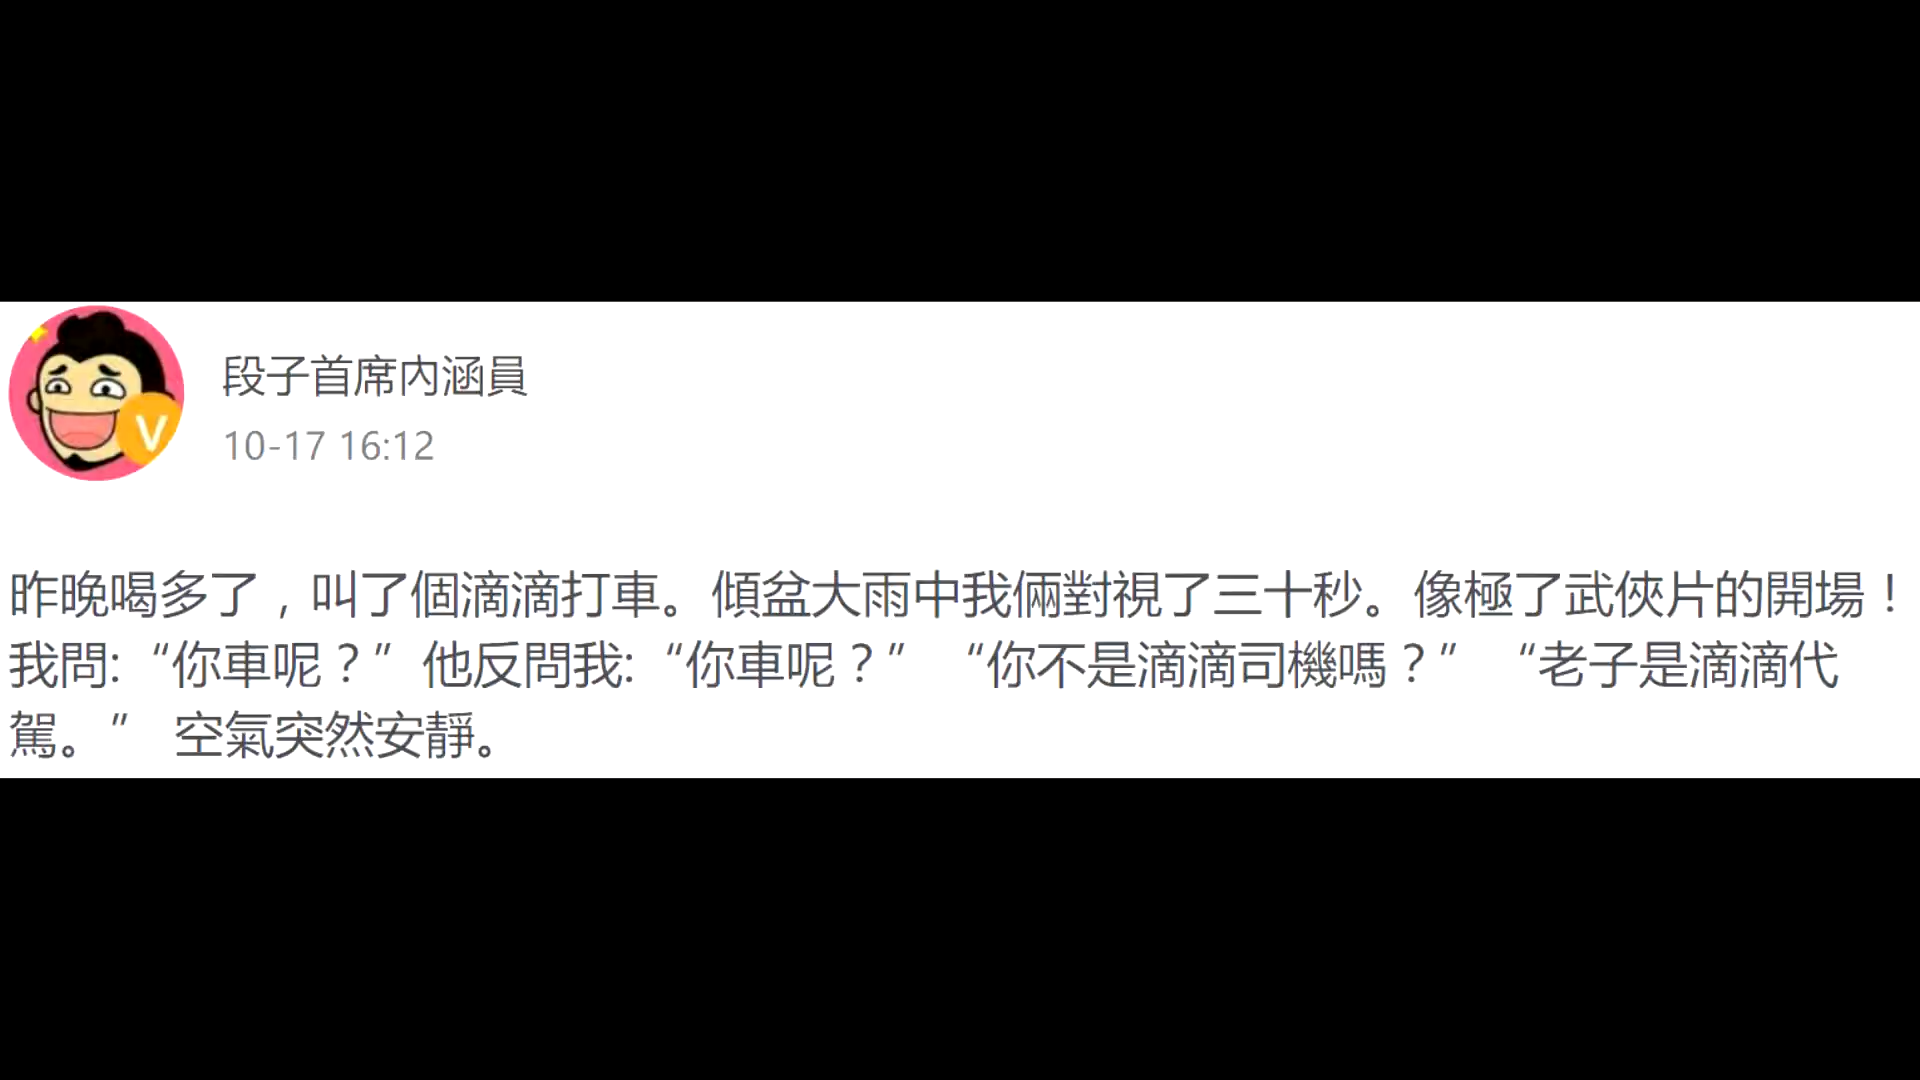 段子首席內涵員
10-17 16:12
昨晚喝多了，叫了個滴滴打車。傾盆大雨中我倆對視了三十秒。像極了武俠片的開場！
我問:“你車呢？”他反問我:“你車呢？” “你不是滴滴司機嗎？” “老子是滴滴代
駕。” 空氣突然安靜。
V